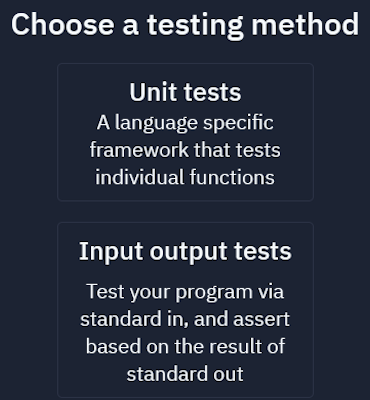 Choose a testing method
Unit tests
A language specific
framework that tests
individual functions
Input output tests
Test your program via
standard in, and assert
based on the result of
standard out